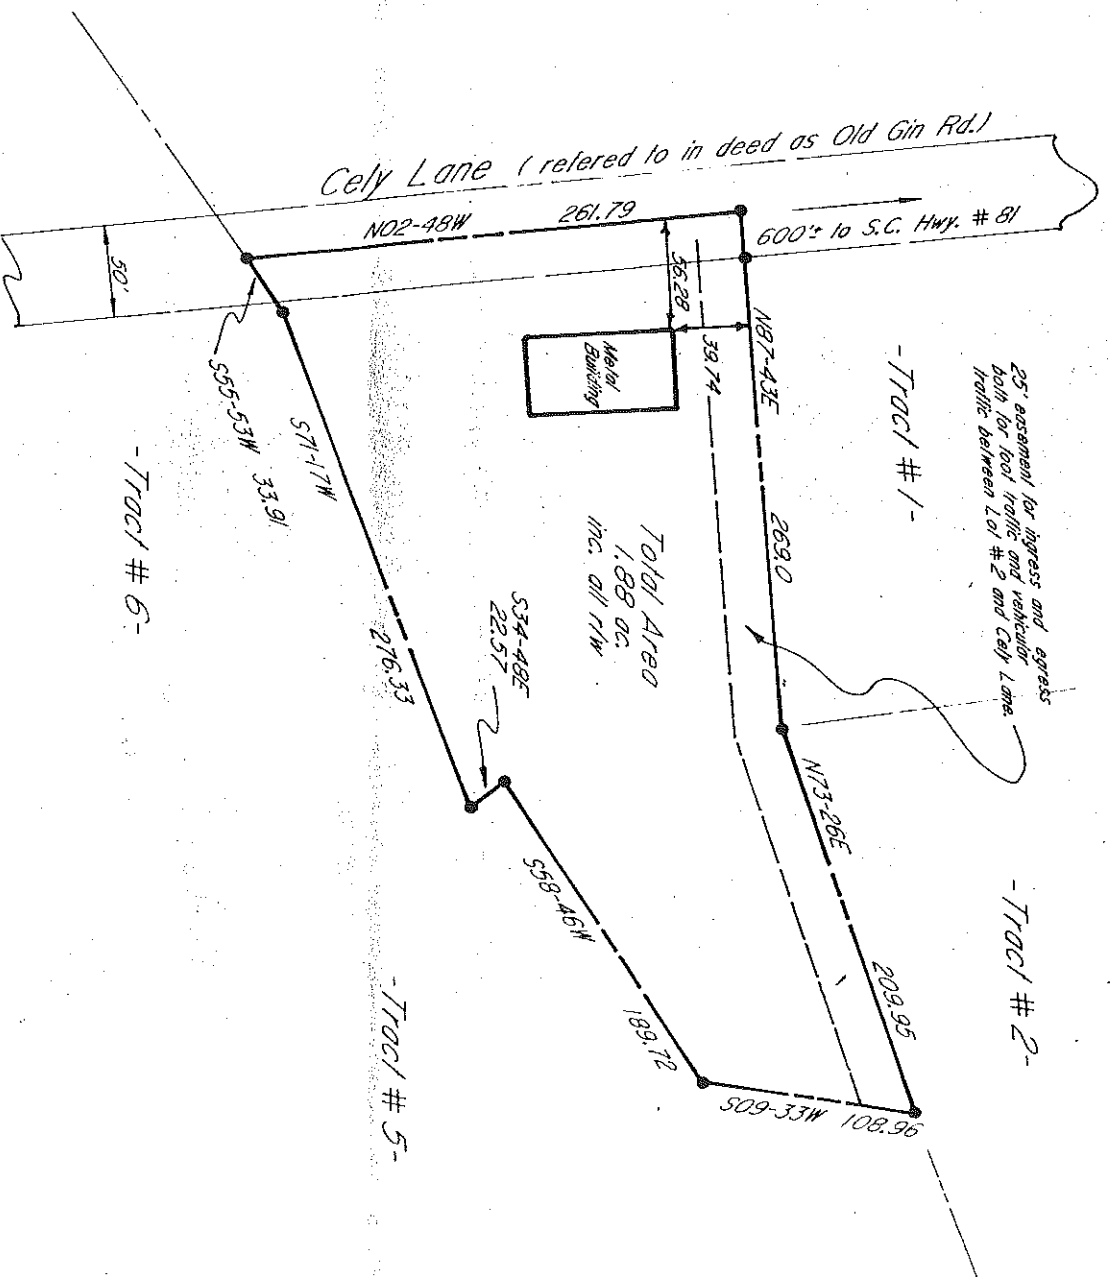 Cely Lane ( refered to in deed as Old Gin Rd.)
N02-48W 261.79
600'± to S.C. Hwy. # 81
50'
56.28
39.74
Metal
Building
N87-43E 269.0
- Tract # 1 -
25' easement for ingress and egress
both for foot traffic and vehicular
traffic between Lot # 2 and Cely Lane.
N73-26E 209.95
- Tract # 2 -
Total Area
1.88 ac.
inc. all r/w
S55-53W 33.91
S71-17W 276.33
S34-48E
22.57
S58-46W 189.72
S09-33W 108.96
- Tract # 6 -
- Tract # 5 -